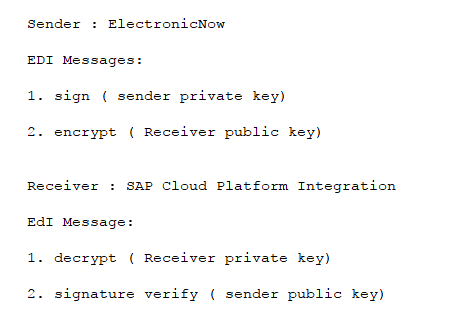 Sender : ElectronicNow
EDI Messages:
1. sign ( sender private key)
2. encrypt ( Receiver public key)
Receiver : SAP Cloud Platform Integration
EdI Message:
1. decrypt ( Receiver private key)
2. signature verify ( sender public key)